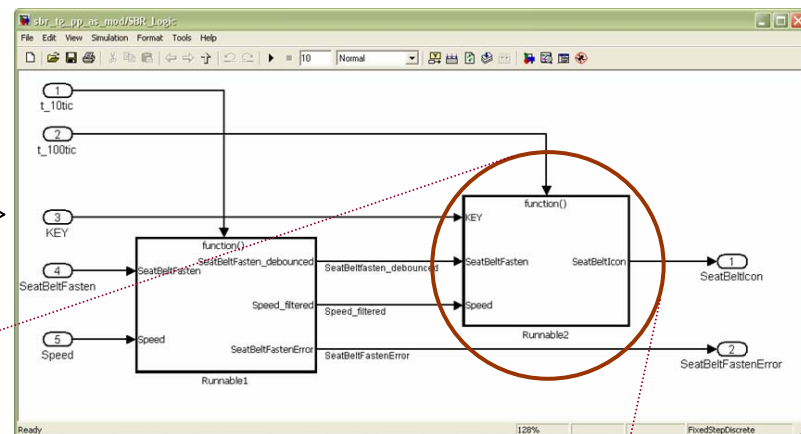 sbr_tg_pp_as_mod/SBR_Logic
File Edit View Simulation Format Tools Help
10 Normal
1
t_10tic
2
t_100tic
function()
3
KEY
KEY
function()
SeatBeltFasten_debounced
SeatBeltfasten_debounced
SeatBeltFasten
SeatBeltIcon
1
SeatBeltIcon
4
SeatBeltFasten
SeatBeltFasten
Speed_filtered
Speed_filtered
Speed
Runnable2
5
Speed
Speed
SeatBeltFastenError
SeatBeltFastenError
2
SeatBeltFastenError
Runnable1
Ready 128% FixedStepDiscrete